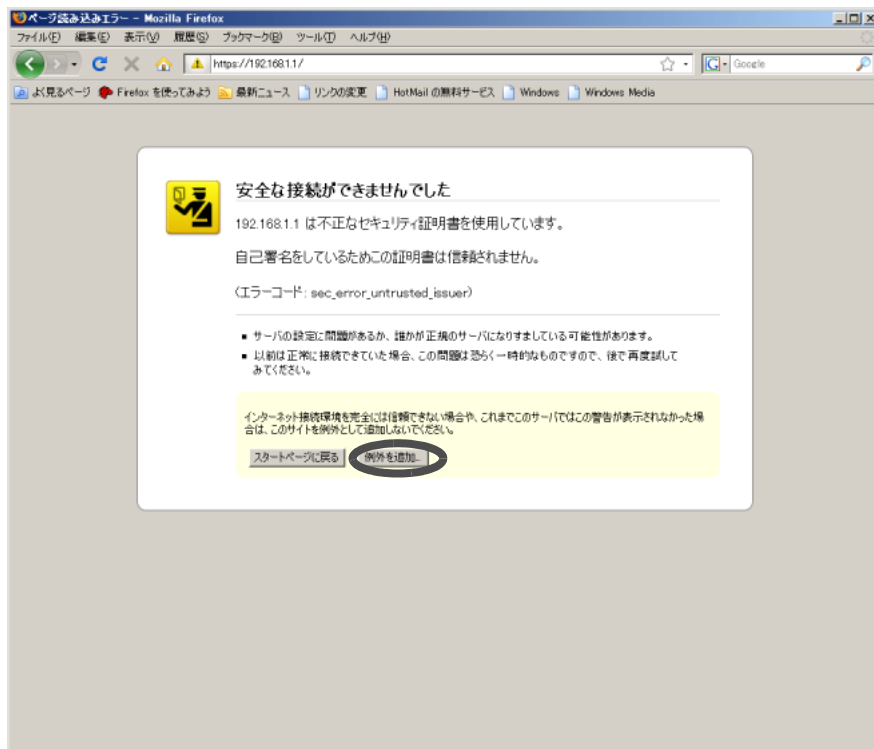 ページ読み込みエラー - Mozilla Firefox
ファイル(F) 編集(E) 表示(V) 履歴(S) ブックマーク(B) ツール(T) ヘルプ(H)
https://192.168.1.1/
G Google
よく見るページ Firefox を使ってみよう 最新ニュース リンクの変更 HotMail の無料サービス Windows Windows Media
安全な接続ができませんでした
192.168.1.1 は不正なセキュリティ証明書を使用しています。
自己署名をしているためこの証明書は信頼されません。
(エラーコード: sec_error_untrusted_issuer)
■ サーバの設定に問題があるか、誰かが正規のサーバになりすましている可能性があります。
■ 以前は正常に接続できていた場合、この問題は恐らく一時的なものですので、後で再度試して
みてください。
インターネット接続環境を完全には信頼できない場合や、これまでこのサーバではこの警告が表示されなかった場
合は、このサイトを例外として追加しないでください。
スタートページに戻る 例外を追加...